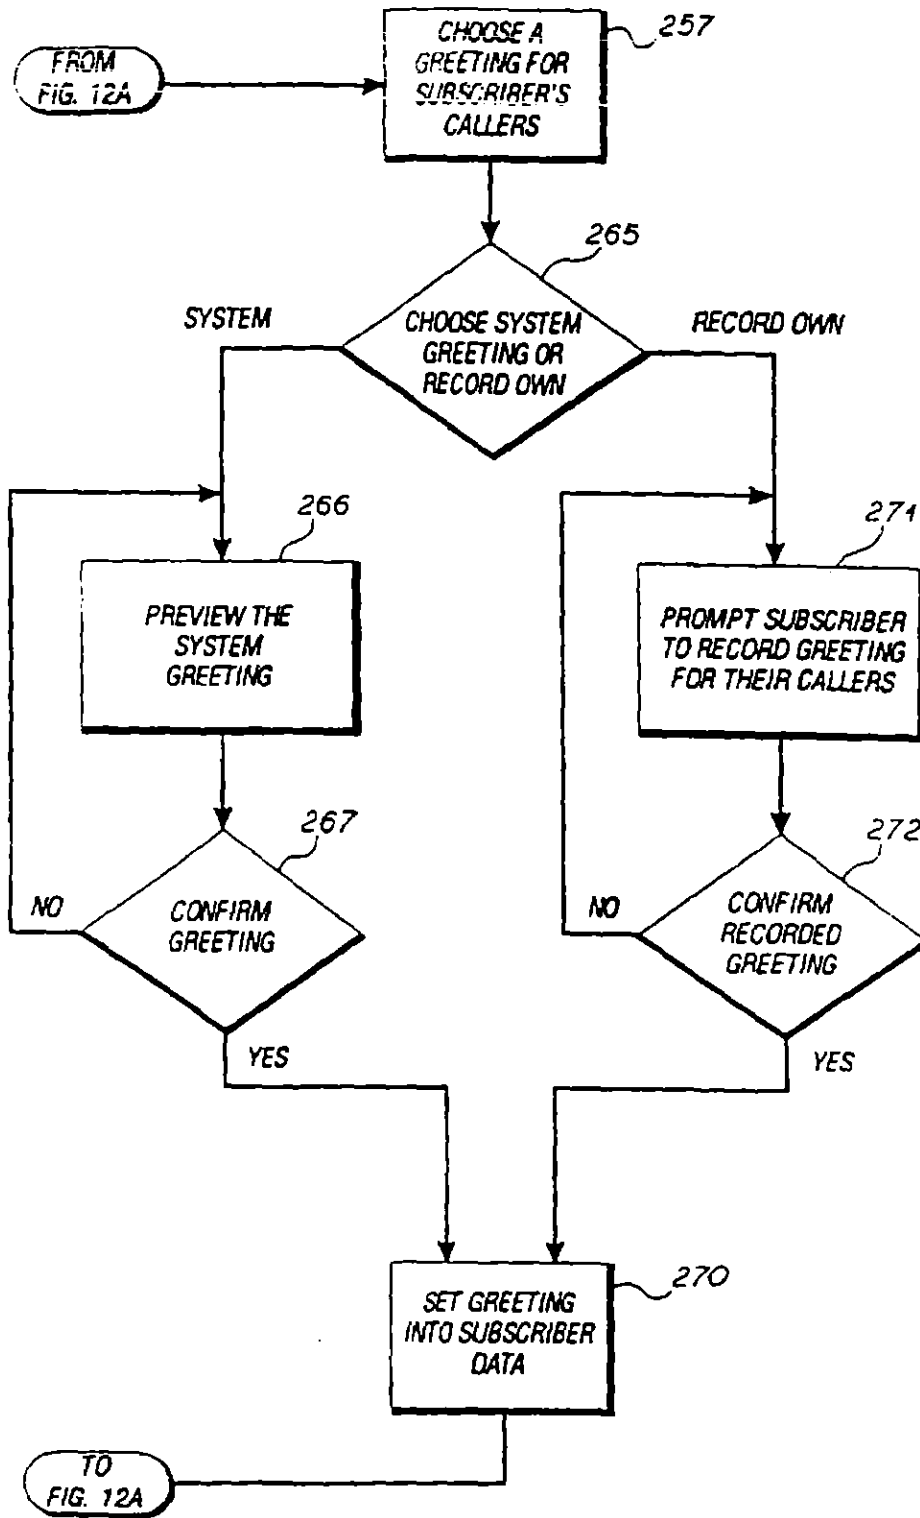 FROM
FIG. 12A
CHOOSE A
GREETING FOR
SUBSCRIBER'S
CALLERS
257
265
CHOOSE SYSTEM
GREETING OR
RECORD OWN
SYSTEM
RECORD OWN
266
PREVIEW THE
SYSTEM
GREETING
271
PROMPT SUBSCRIBER
TO RECORD GREETING
FOR THEIR CALLERS
267
CONFIRM
GREETING
NO
YES
272
CONFIRM
RECORDED
GREETING
NO
YES
270
SET GREETING
INTO SUBSCRIBER
DATA
TO
FIG. 12A